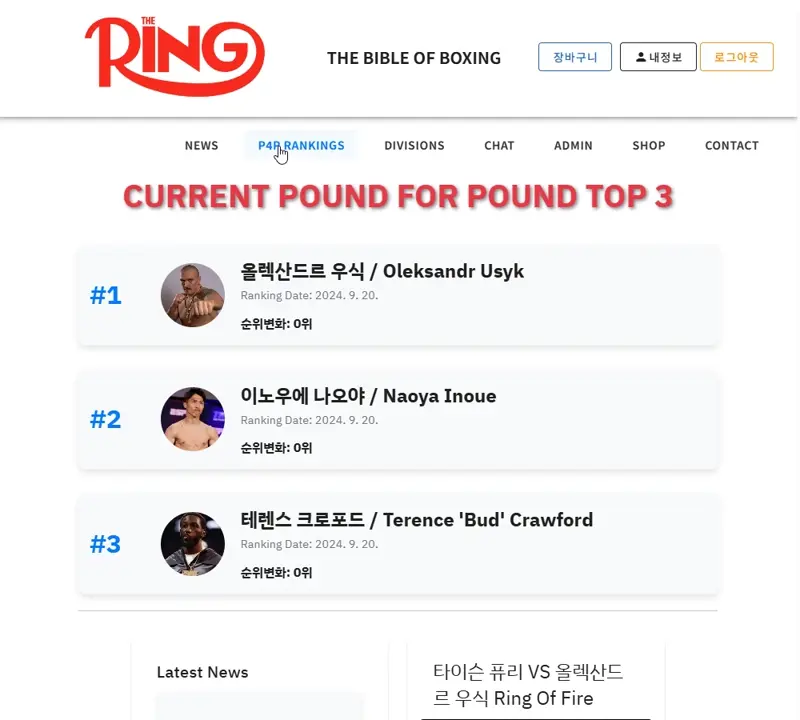 THE RING
THE BIBLE OF BOXING
장바구니
내정보
로그아웃
NEWS
P4P RANKINGS
DIVISIONS
CHAT
ADMIN
SHOP
CONTACT
CURRENT POUND FOR POUND TOP 3
#1
올렉산드르 우식 / Oleksandr Usyk
Ranking Date: 2024. 9. 20.
순위변화: 0위
#2
이노우에 나오야 / Naoya Inoue
Ranking Date: 2024. 9. 20.
순위변화: 0위
#3
테렌스 크로포드 / Terence 'Bud' Crawford
Ranking Date: 2024. 9. 20.
순위변화: 0위
Latest News
타이슨 퓨리 VS 올렉산드
르 우식 Ring Of Fire